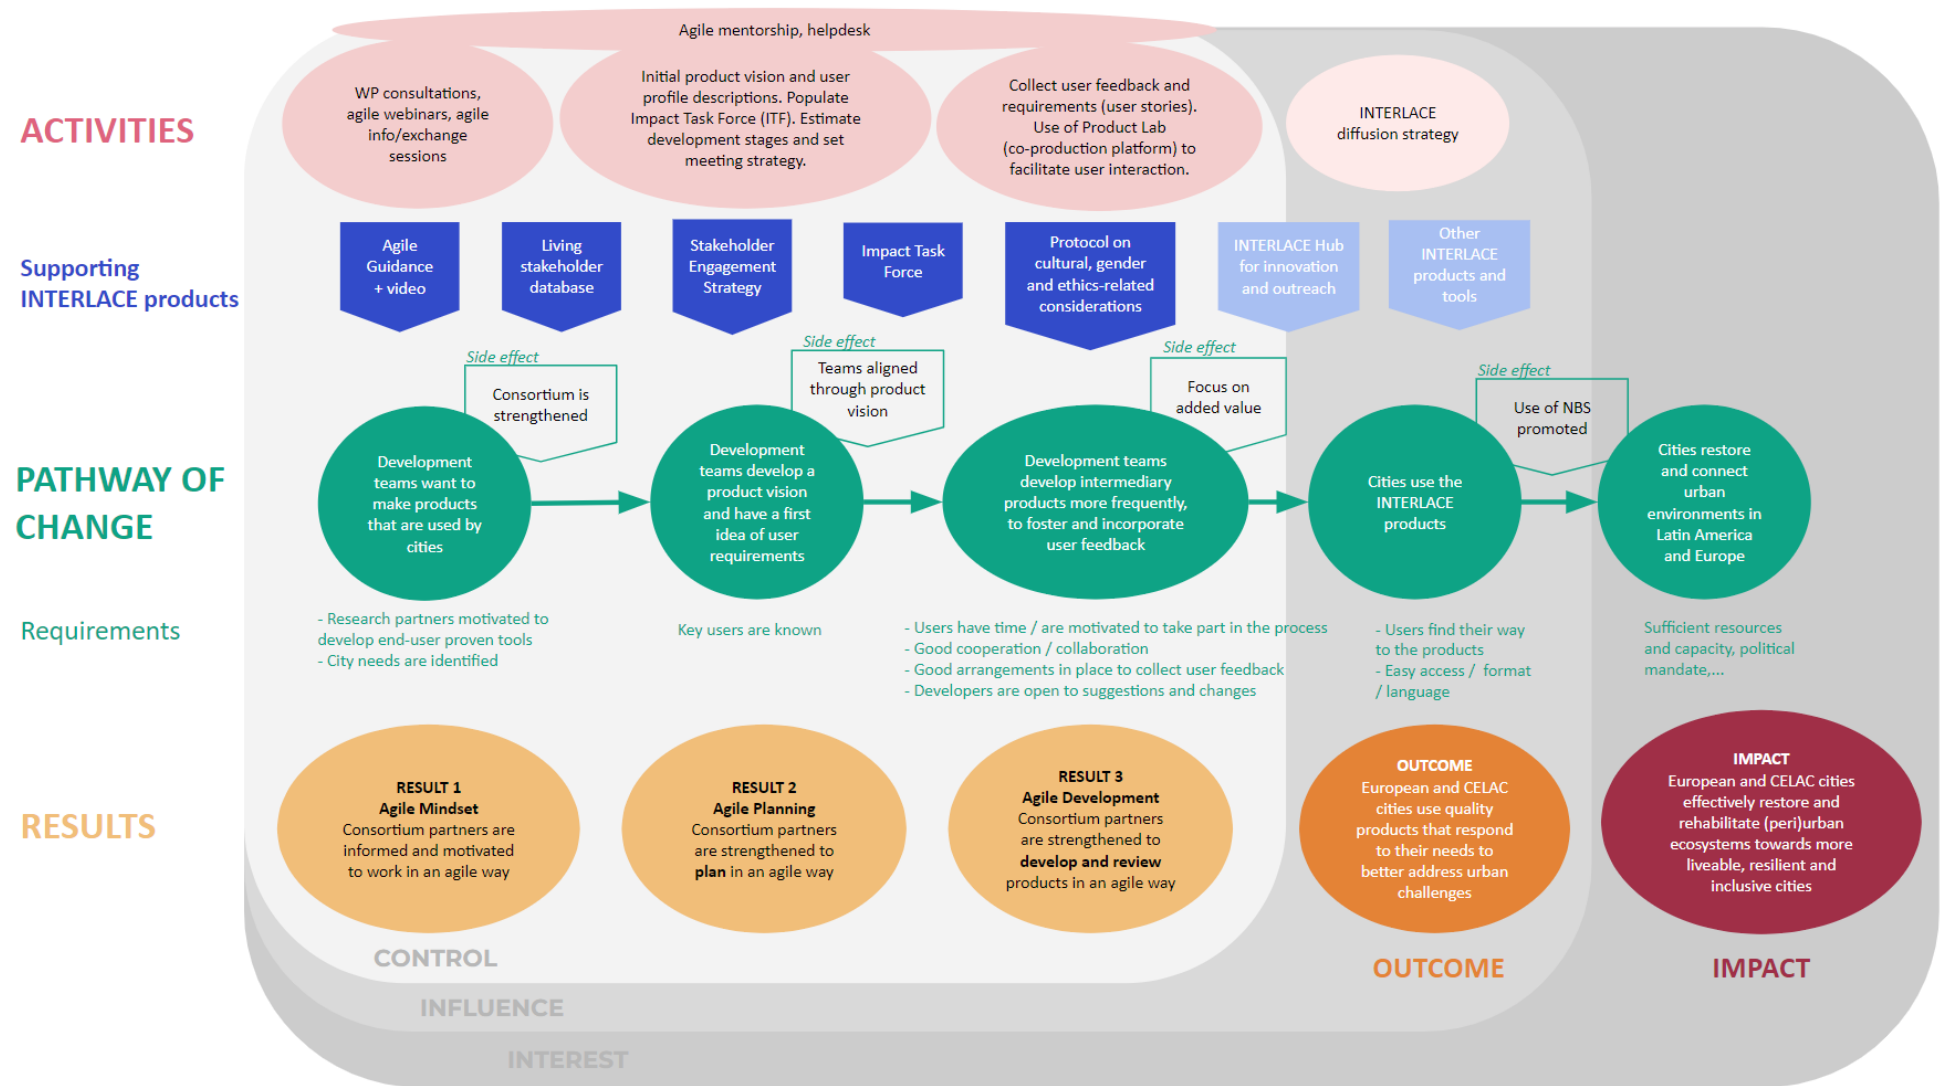 Agile mentorship, helpdesk
ACTIVITIES
WP consultations,
agile webinars, agile
info/exchange
sessions
Initial product vision and user
profile descriptions. Populate
Impact Task Force (ITF). Estimate
development stages and set
meeting strategy.
Collect user feedback and
requirements (user stories).
Use of Product Lab
(co-production platform) to
facilitate user interaction.
INTERLACE
diffusion strategy
Supporting
INTERLACE products
Agile
Guidance
+ video
Living
stakeholder
database
Stakeholder
Engagement
Strategy
Impact Task
Force
Protocol on
cultural, gender
and ethics-related
considerations
INTERLACE Hub
for innovation
and outreach
Other
INTERLACE
products and
tools
Side effect
Consortium is
strengthened
Side effect
Teams aligned
through product
vision
Side effect
Focus on
added value
Side effect
Use of NBS
promoted
PATHWAY OF
CHANGE
Development
teams want to
make products
that are used by
cities
Development
teams develop a
product vision
and have a first
idea of user
requirements
Development teams
develop intermediary
products more frequently,
to foster and incorporate
user feedback
Cities use the
INTERLACE
products
Cities restore
and connect
urban
environments in
Latin America
and Europe
Requirements
- Research partners motivated to
develop end-user proven tools
- City needs are identified
Key users are known
- Users have time / are motivated to take part in the process
- Good cooperation / collaboration
- Good arrangements in place to collect user feedback
- Developers are open to suggestions and changes
- Users find their way
to the products
- Easy access / format
/ language
Sufficient resources
and capacity, political
mandate,...
RESULTS
RESULT 1
Agile Mindset
Consortium partners are
informed and motivated
to work in an agile way
RESULT 2
Agile Planning
Consortium partners
are strengthened to
plan in an agile way
RESULT 3
Agile Development
Consortium partners
are strengthened to
develop and review
products in an agile way
OUTCOME
European and CELAC
cities use quality
products that respond
to their needs to
better address urban
challenges
IMPACT
European and CELAC cities
effectively restore and
rehabilitate (peri)urban
ecosystems towards more
liveable, resilient and
inclusive cities
CONTROL
OUTCOME
IMPACT
INFLUENCE
INTEREST